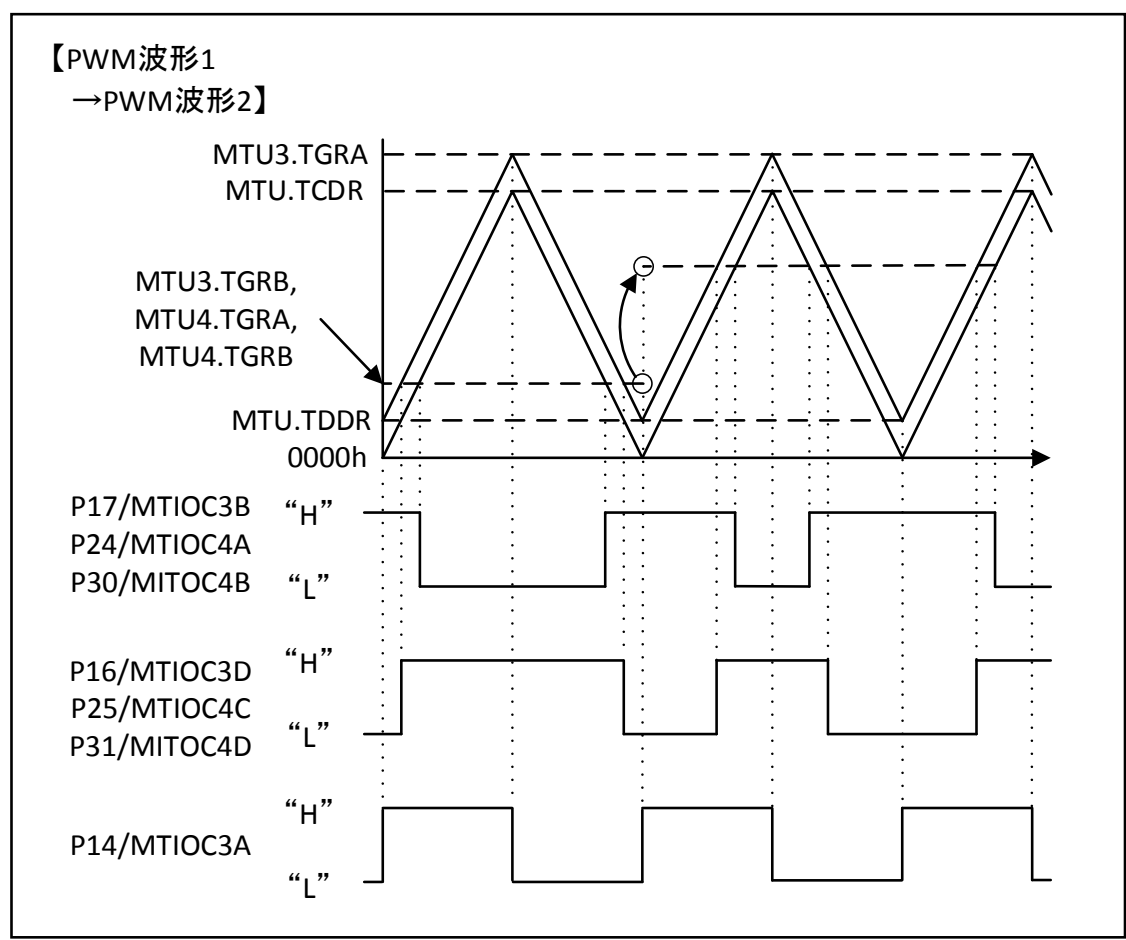 【PWM波形1
→PWM波形2】
MTU3.TGRA
MTU.TCDR
MTU3.TGRB,
MTU4.TGRA,
MTU4.TGRB
MTU.TDDR
0000h
P17/MTIOC3B “H”
P24/MTIOC4A
P30/MITOC4B “L”
“H”
P16/MTIOC3D
P25/MTIOC4C
“L”
P31/MITOC4D
“H”
P14/MTIOC3A
“L”